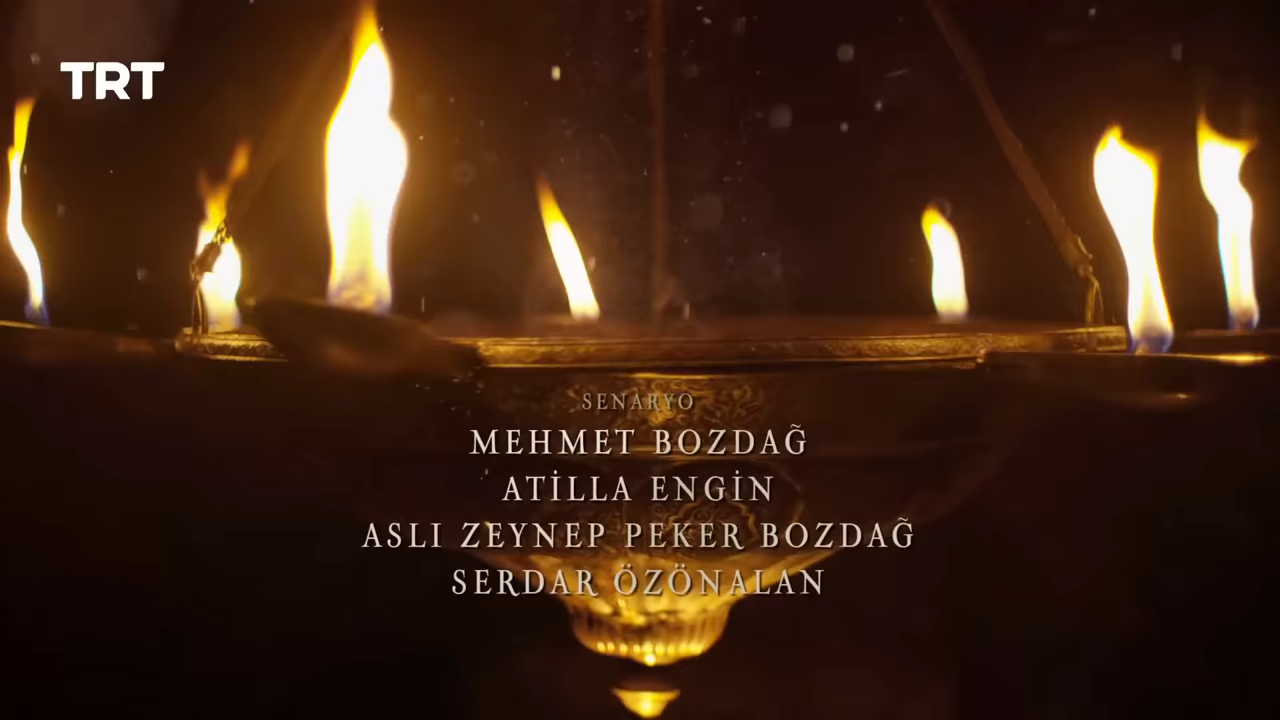 TRT
SENARYO
MEHMET BOZDAĞ
ATİLLA ENGİN
ASLI ZEYNEP PEKER BOZDAĞ
SERDAR ÖZÖNALAN